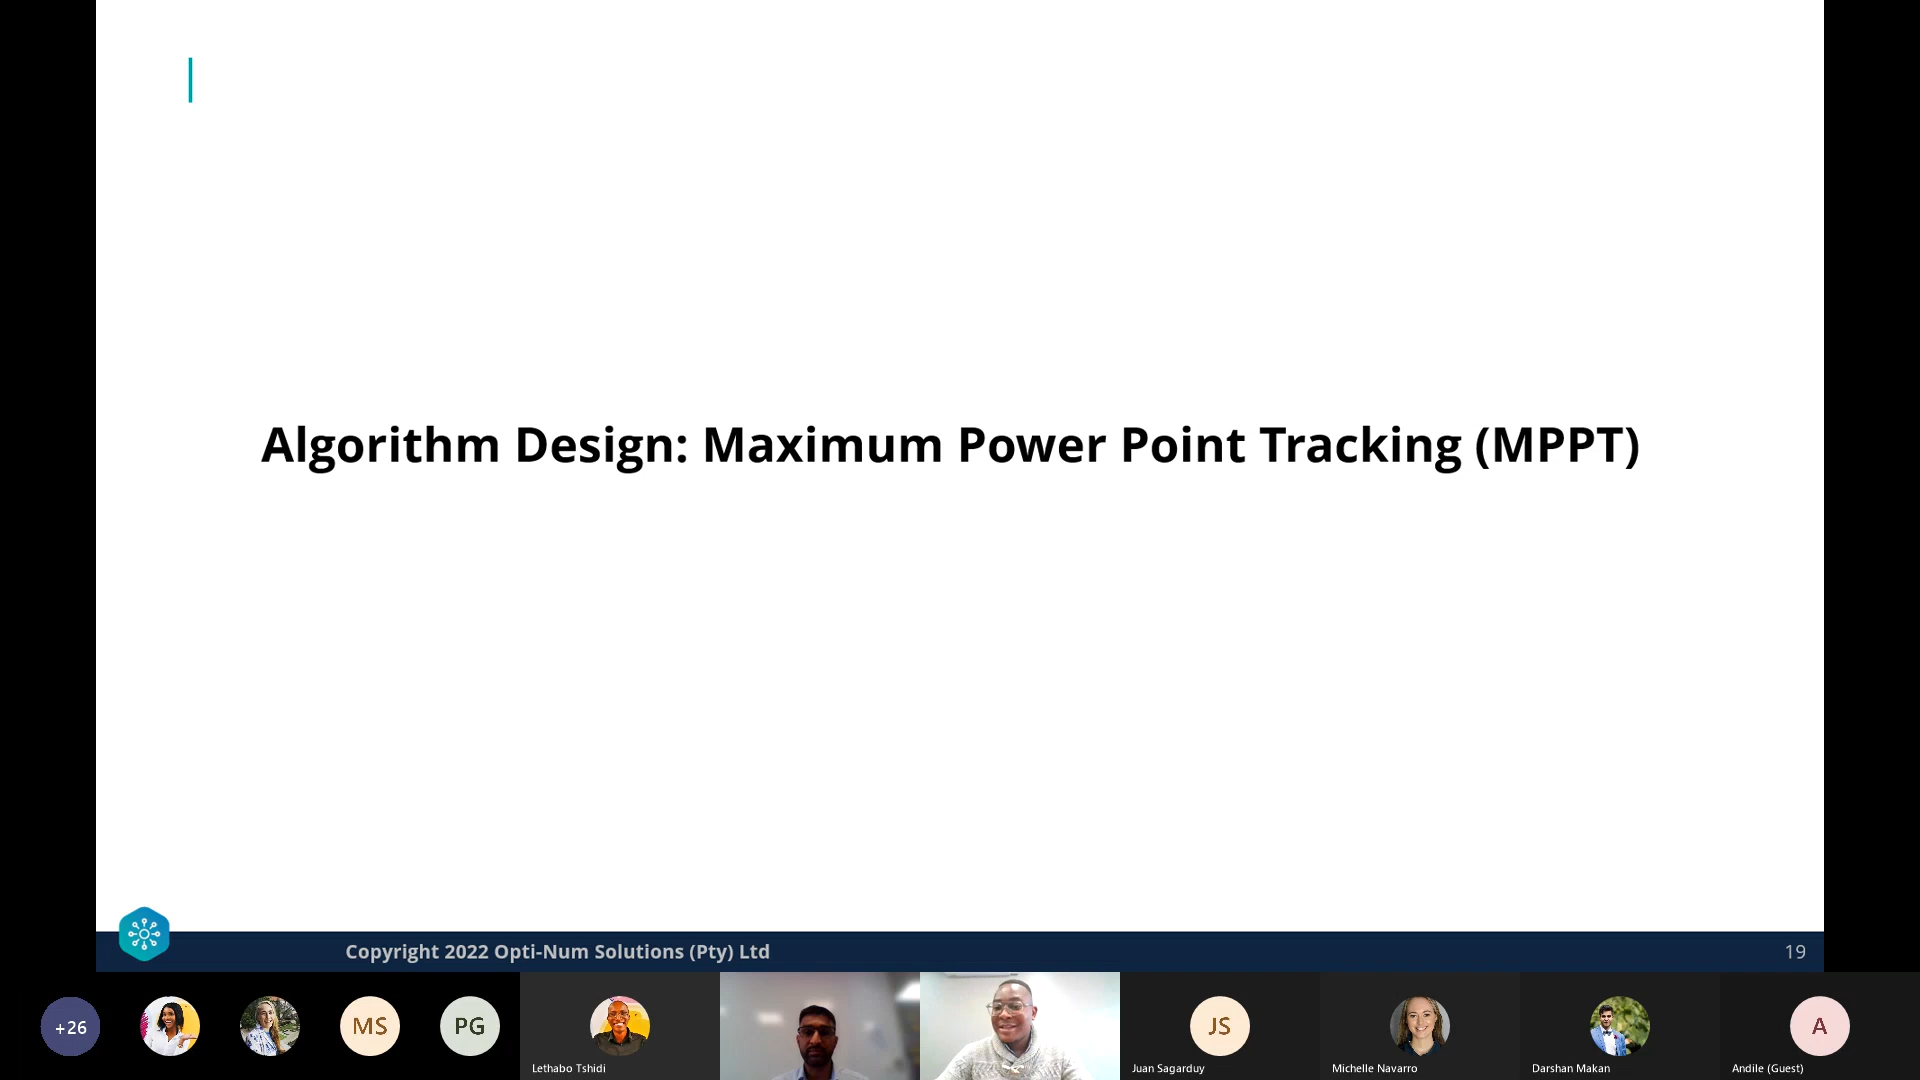 Algorithm Design: Maximum Power Point Tracking (MPPT)
Copyright 2022 Opti-Num Solutions (Pty) Ltd
19
+26
MS
PG
Lethabo Tshidi
JS
Juan Sagarduy
Michelle Navarro
Darshan Makan
A
Andile (Guest)